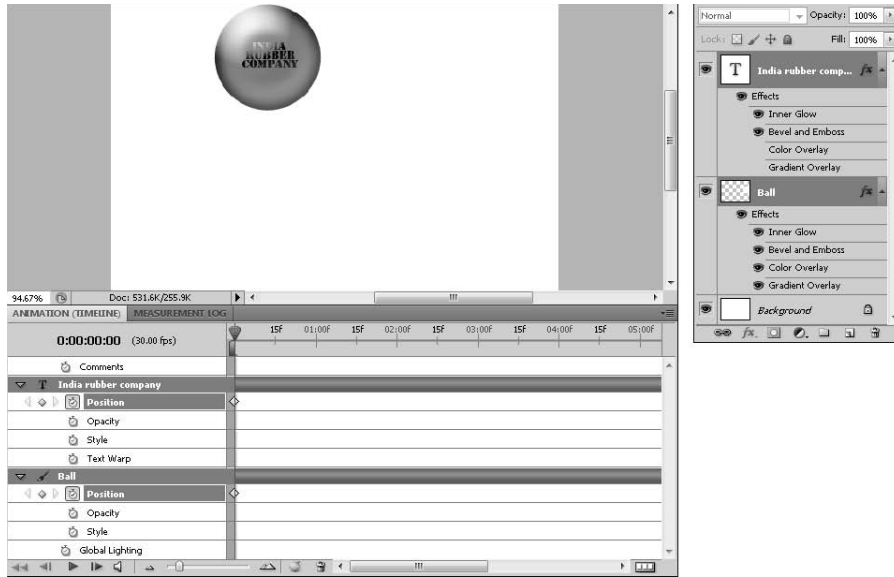 INDIA
RUBBER
COMPANY
94.67% Doc: 531.6K/255.9K
ANIMATION (TIMELINE) MEASUREMENT LOG
0:00:00:00 (30.00 fps) 15F 01:00F 15F 02:00F 15F 03:00F 15F 04:00F 15F 05:00F
Comments
T India rubber company
Position
Opacity
Style
Text Warp
Ball
Position
Opacity
Style
Global Lighting
Normal Opacity: 100%
Lock: Fill: 100%
T India rubber comp... fx
Effects
Inner Glow
Bevel and Emboss
Color Overlay
Gradient Overlay
Ball fx
Effects
Inner Glow
Bevel and Emboss
Color Overlay
Gradient Overlay
Background
fx.